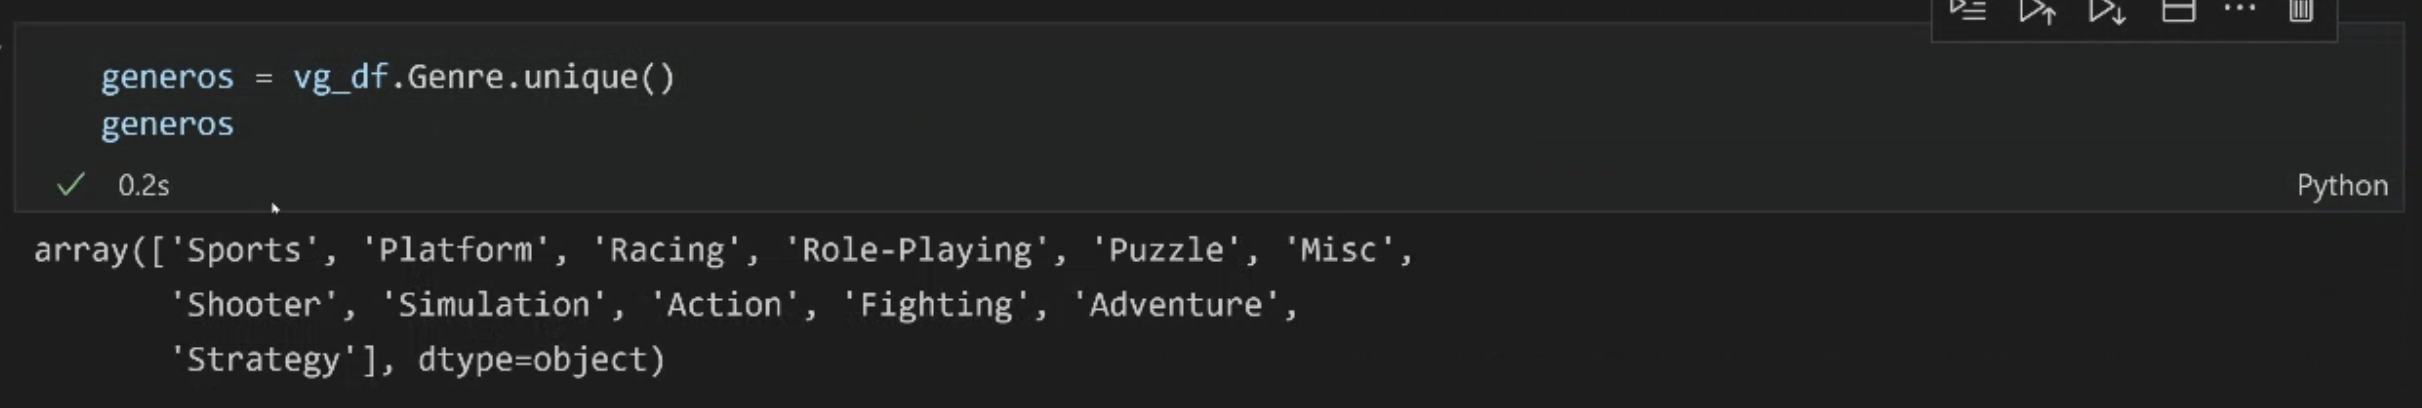 generos = vg_df.Genre.unique()
generos
0.2s
Python
array(['Sports', 'Platform', 'Racing', 'Role-Playing', 'Puzzle', 'Misc',
'Shooter', 'Simulation', 'Action', 'Fighting', 'Adventure',
'Strategy'], dtype=object)